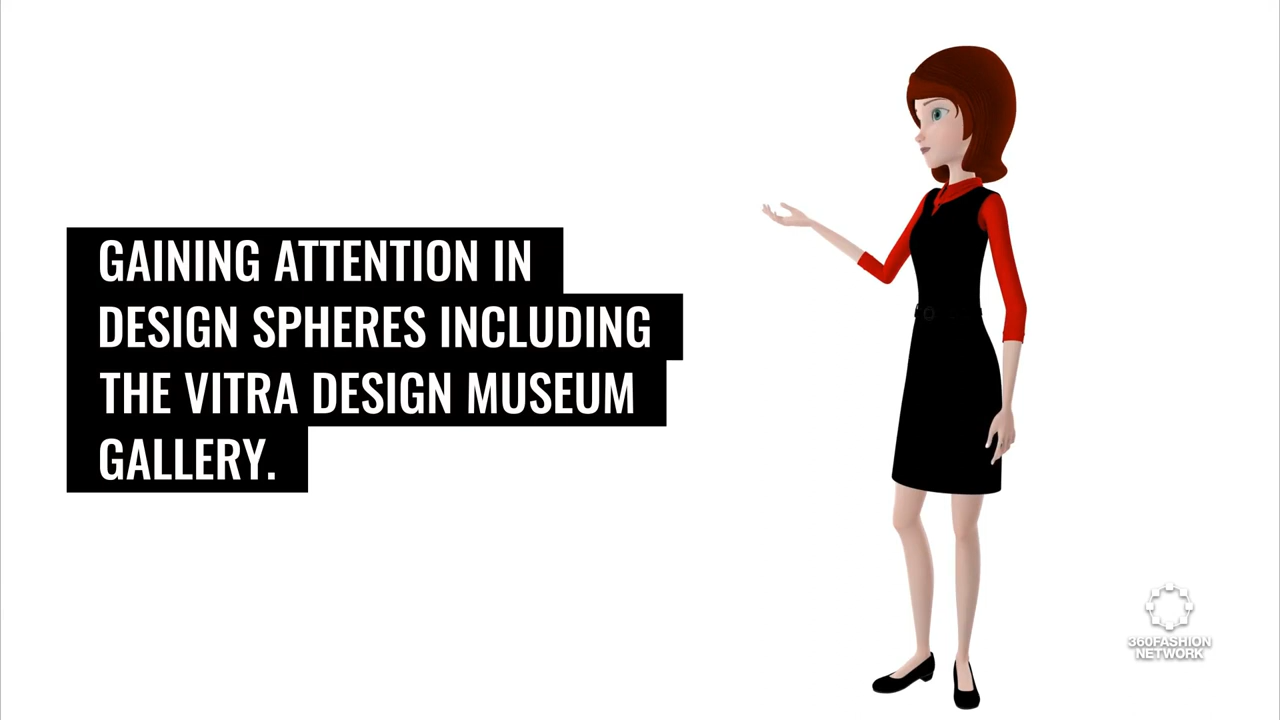 GAINING ATTENTION IN
DESIGN SPHERES INCLUDING
THE VITRA DESIGN MUSEUM
GALLERY.
360FASHION
NETWORK